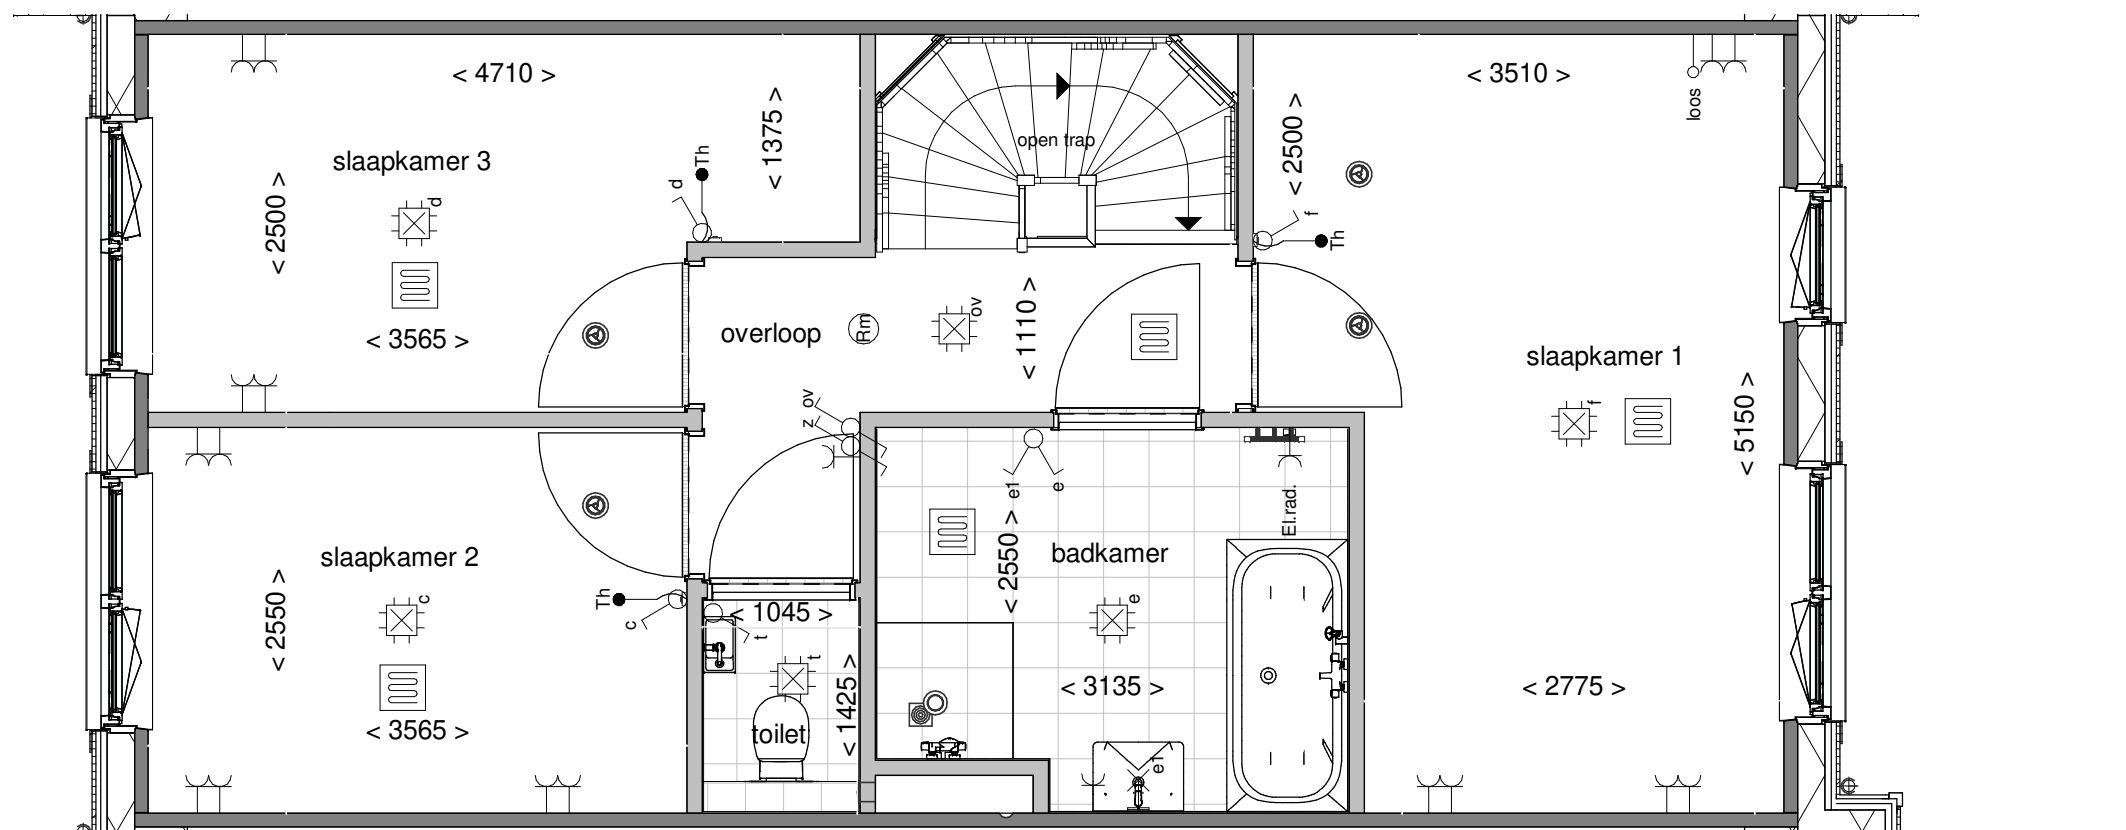 < 4710 >
< 3510 >
loos
< 1375 >
< 2500 >
open trap
Th
slaapkamer 3
d
d
< 2500 >
f
Th
ov
< 3565 >
overloop
Rm
< 1110 >
slaapkamer 1
f
ov
z
< 5150 >
e1
e
El.rad.
slaapkamer 2
< 2550 >
badkamer
< 2550 >
c
Th
c
< 1045 >
t
e
t
< 3135 >
< 2775 >
< 1425 >
< 3565 >
toilet
e1